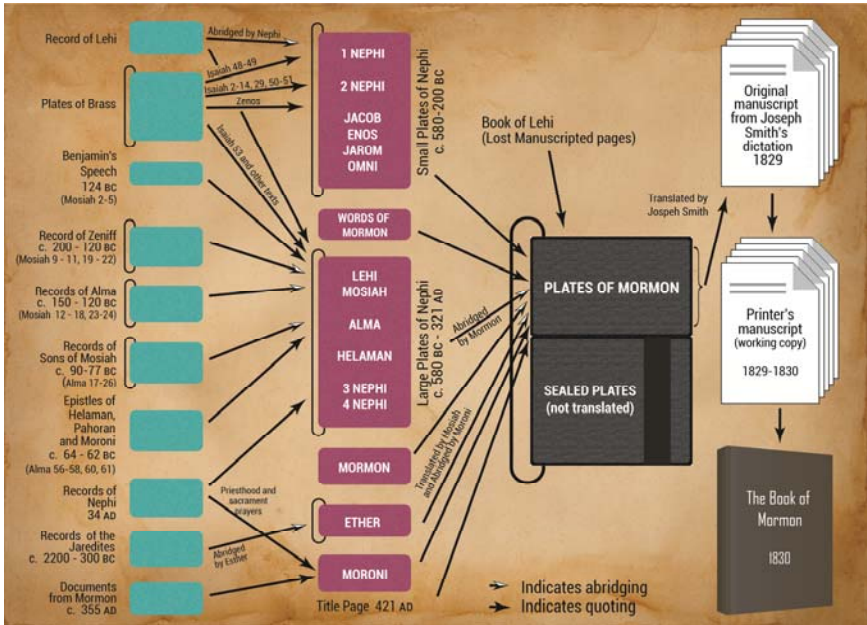 Record of Lehi
Plates of Brass
Benjamin's
Speech
124 BC
(Mosiah 2-5)
Record of Zeniff
c. 200 - 120 BC
(Mosiah 9 - 11, 19 - 22)
Records of Alma
c. 150 - 120 BC
(Mosiah 12 - 18, 23-24)
Records of
Sons of Mosiah
c. 90-77 BC
(Alma 17-26)
Epistles of
Helaman,
Pahoran
and Moroni
c. 64 - 62 BC
(Alma 56-58, 60, 61)
Records of
Nephi
34 AD
Records of the
Jaredites
c. 2200 - 300 BC
Documents
from Mormon
c. 355 AD
Abridged by Nephi
Isaiah 48-49
Isaiah 2-14, 29, 50-51
Zenos
Isaiah 53 and other texts
Priesthood and
sacrament
prayers
Abridged
by Esther
1 NEPHI
2 NEPHI
JACOB
ENOS
JAROM
OMNI
Small Plates of Nephi
c. 580-200 BC
WORDS OF
MORMON
LEHI
MOSIAH
ALMA
HELAMAN
3 NEPHI
4 NEPHI
Large Plates of Nephi
c. 580 BC - 321 AD
MORMON
ETHER
MORONI
Title Page 421 AD
Book of Lehi
(Lost Manuscripted pages)
Abridged
by Mormon
Translated by Mosiah
and Abridged by Moroni
PLATES OF MORMON
SEALED PLATES
(not translated)
Indicates abridging
Indicates quoting
Translated by
Jospeh Smith
Original
manuscript
from Joseph
Smith's
dictation
1829
Printer's
manuscript
(working copy)
1829-1830
The Book of
Mormon
1830